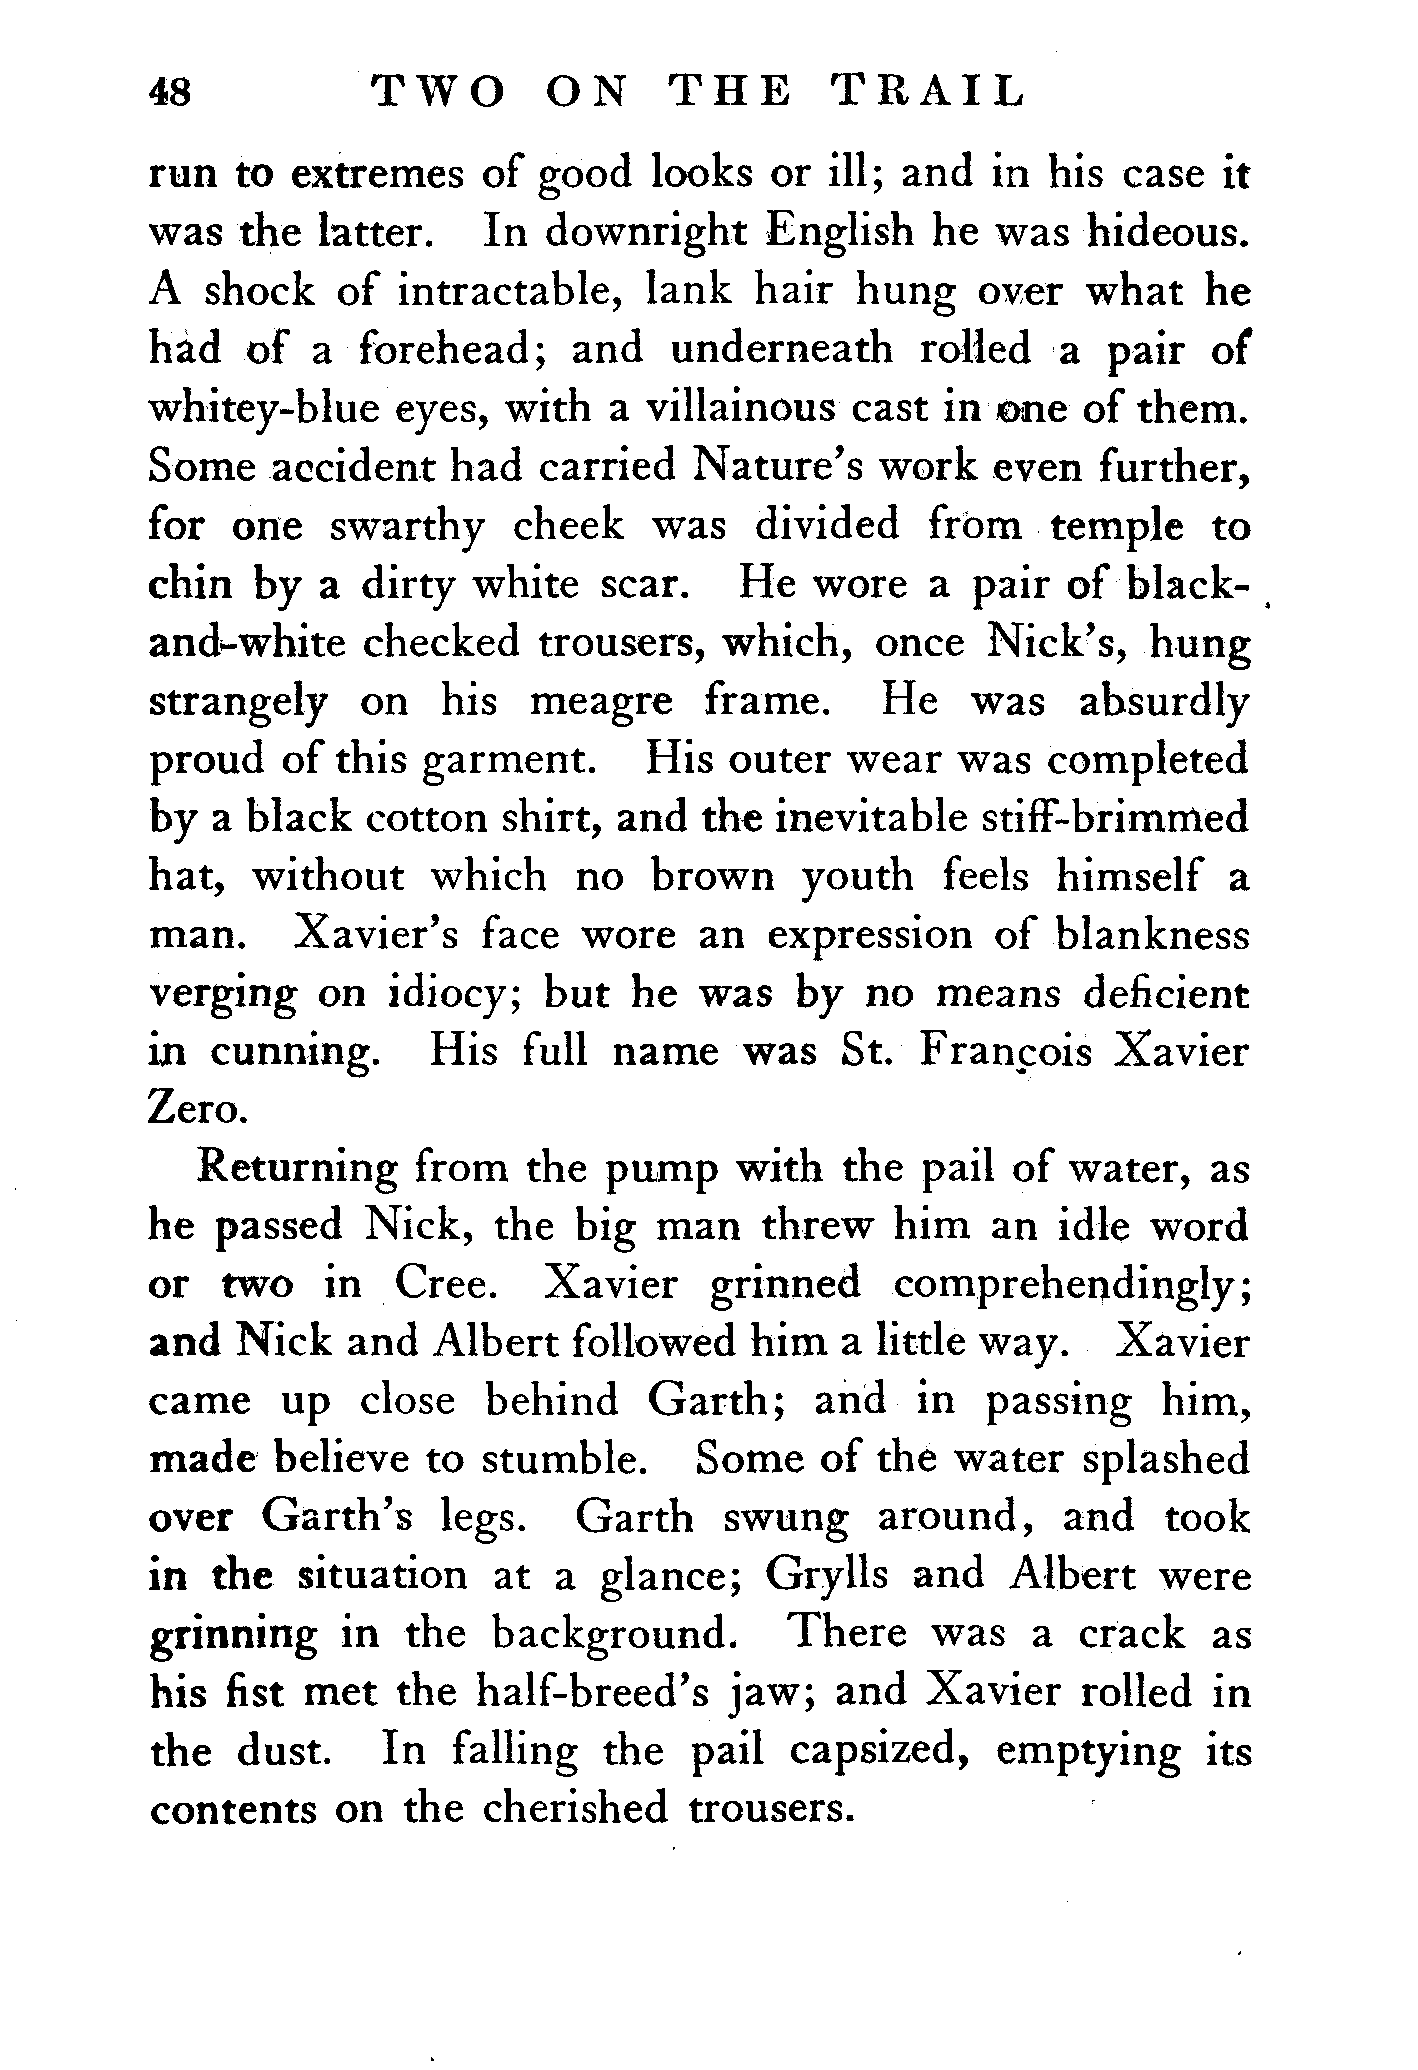 48 TWO ON THE TRAIL
run to extremes of good looks or ill; and in his case it
was the latter. In downright English he was hideous.
A shock of intractable, lank hair hung over what he
had of a forehead; and underneath rolled a pair of
whitey-blue eyes, with a villainous cast in one of them.
Some accident had carried Nature's work even further,
for one swarthy cheek was divided from temple to
chin by a dirty white scar. He wore a pair of black-
and-white checked trousers, which, once Nick's, hung
strangely on his meagre frame. He was absurdly
proud of this garment. His outer wear was completed
by a black cotton shirt, and the inevitable stiff-brimmed
hat, without which no brown youth feels himself a
man. Xavier's face wore an expression of blankness
verging on idiocy; but he was by no means deficient
in cunning. His full name was St. François Xavier
Zero.
Returning from the pump with the pail of water, as
he passed Nick, the big man threw him an idle word
or two in Cree. Xavier grinned comprehendingly;
and Nick and Albert followed him a little way. Xavier
came up close behind Garth; and in passing him,
made believe to stumble. Some of the water splashed
over Garth's legs. Garth swung around, and took
in the situation at a glance; Grylls and Albert were
grinning in the background. There was a crack as
his fist met the half-breed's jaw; and Xavier rolled in
the dust. In falling the pail capsized, emptying its
contents on the cherished trousers.